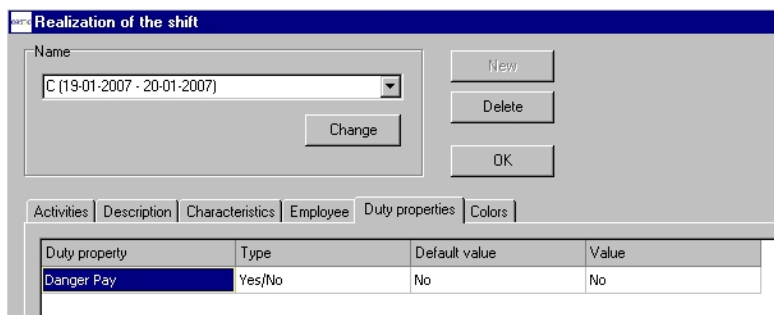 Realization of the shift
Name
C (19-01-2007 - 20-01-2007)
Change
New
Delete
OK
Activities Description Characteristics Employee Duty properties Colors
Duty property Type Default value Value
Danger Pay Yes/No No No